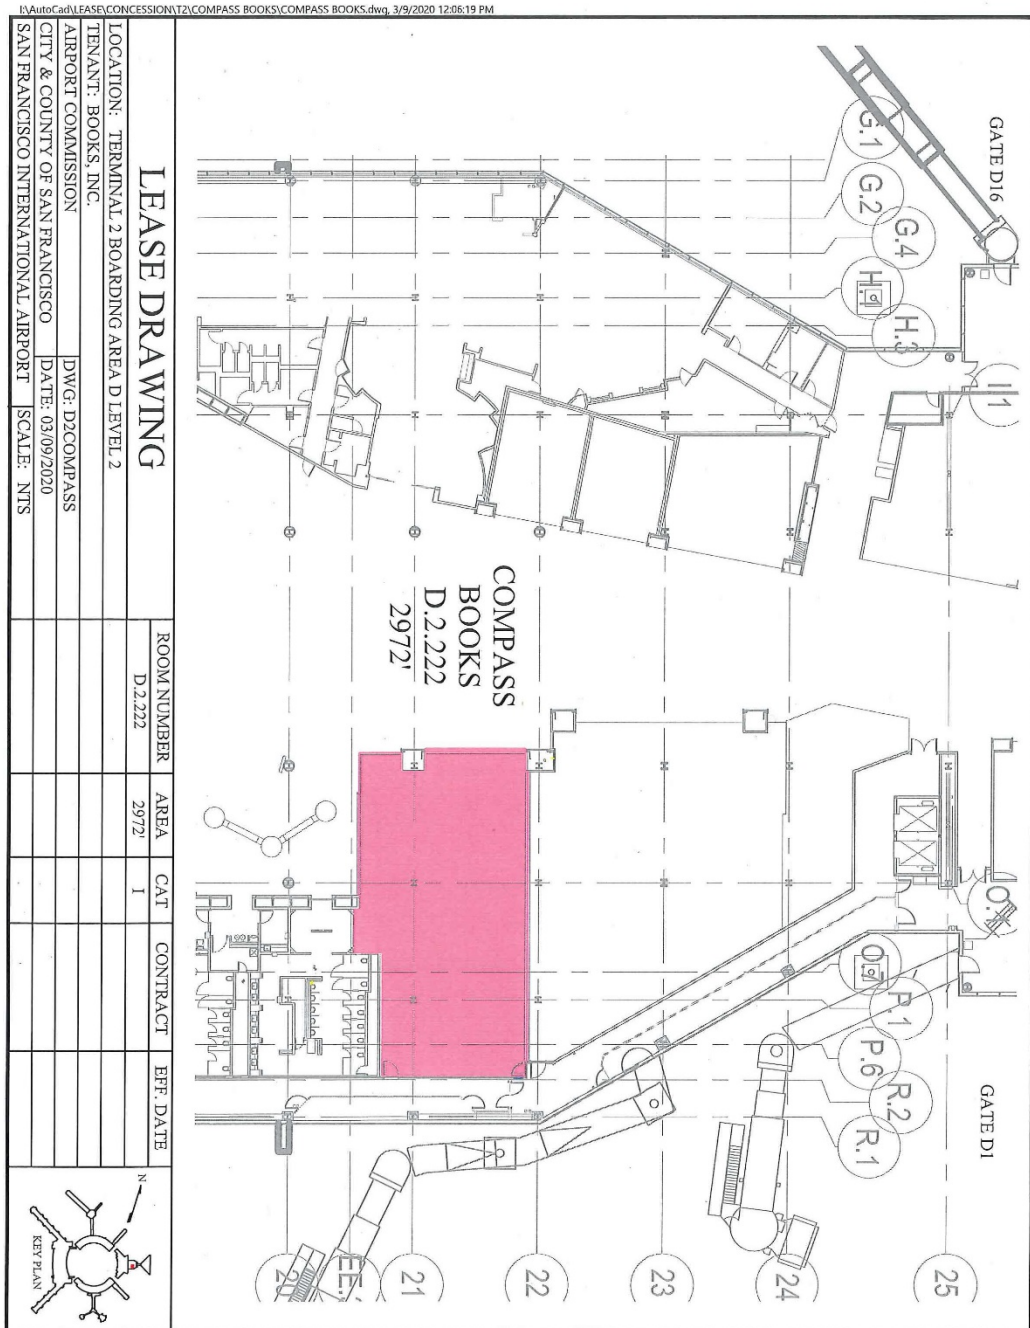 I:\AutoCad\LEASE\CONCESSION\T2\COMPASS BOOKS\COMPASS BOOKS.dwg, 3/9/2020 12:06:19 PM
GATE D16
G.1
G.2
G.4
H.1
H.3
I.1
COMPASS
BOOKS
D.2.222
2972'
O.7
P.1
P.6
R.2
R.1
GATE D1
20
21
22
23
24
25
LEASE DRAWING
LOCATION: TERMINAL 2 BOARDING AREA D LEVEL 2
TENANT: BOOKS, INC.
AIRPORT COMMISSION
DWG: D2COMPASS
CITY & COUNTY OF SAN FRANCISCO
DATE: 03/09/2020
SAN FRANCISCO INTERNATIONAL AIRPORT
SCALE: NTS
ROOM NUMBER AREA CAT CONTRACT EFF. DATE
D.2.222 2972' I
N
KEY PLAN